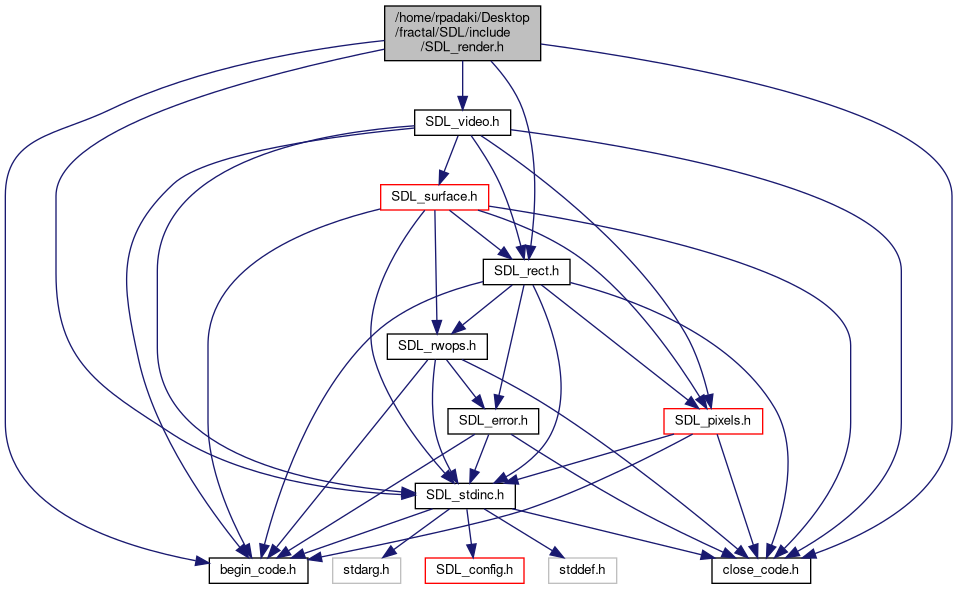 /home/rpadaki/Desktop
/fractal/SDL/include
/SDL_render.h
SDL_video.h
SDL_surface.h
SDL_rect.h
SDL_rwops.h
SDL_error.h
SDL_pixels.h
SDL_stdinc.h
begin_code.h
stdarg.h
SDL_config.h
stddef.h
close_code.h